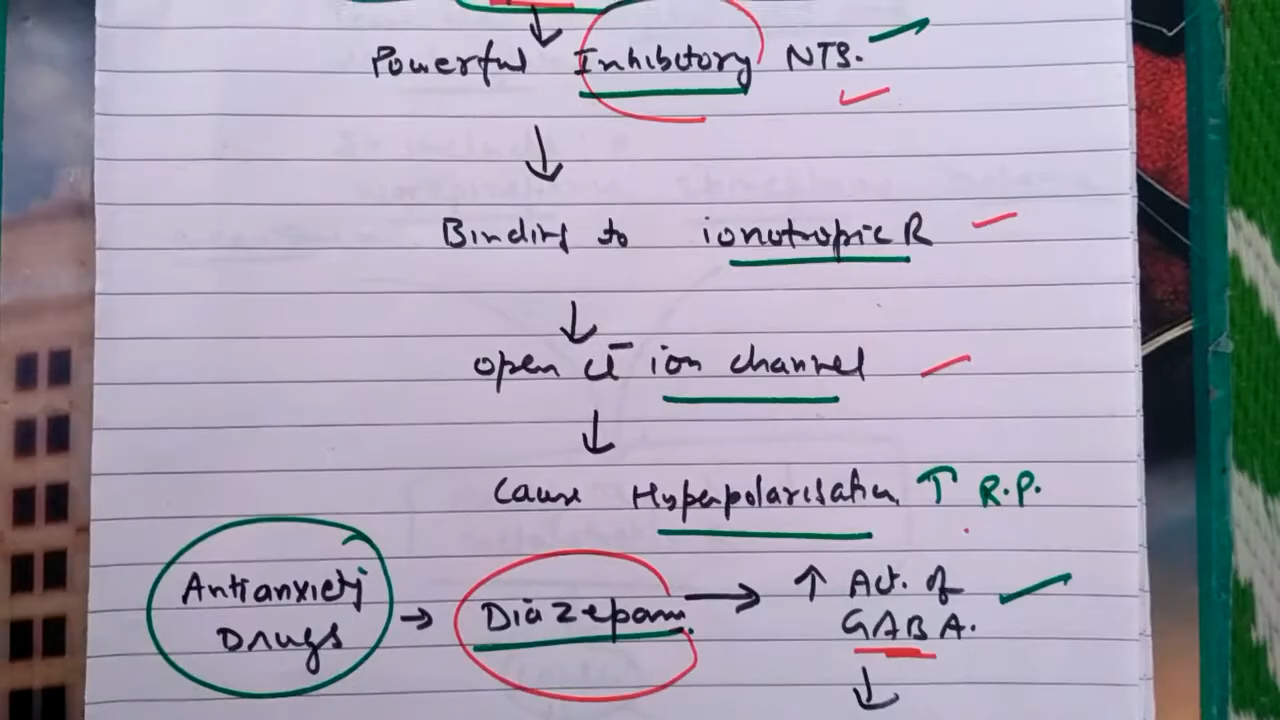 Powerful Inhibitory NTS.
Binding to ionotropic R
open Cl⁻ ion channel
Cause Hyperpolarisation ↑ R.P.
Antianxiety Drugs → Diazepam. → ↑ Act. of
GABA.